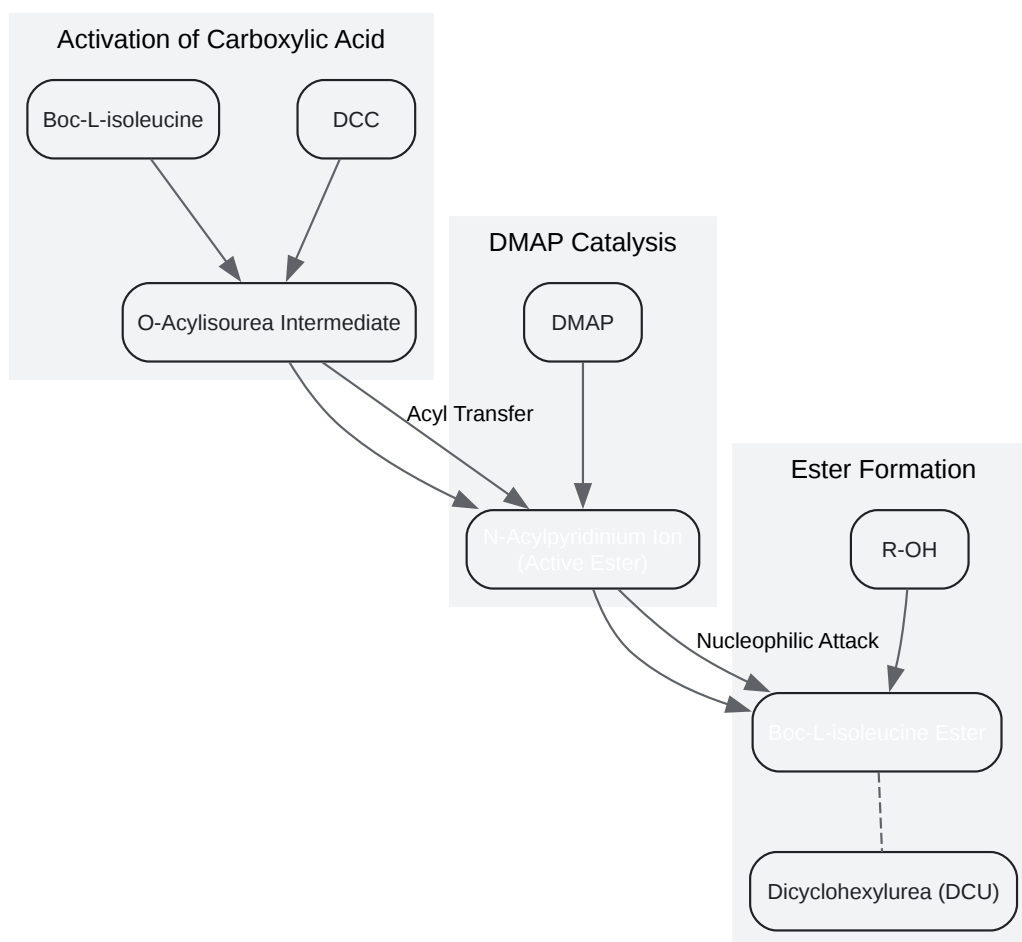 Activation of Carboxylic Acid
Boc-L-isoleucine
DCC
O-Acylisourea Intermediate
DMAP Catalysis
DMAP
Acyl Transfer
N-Acylpyridinium Ion
(Active Ester)
Ester Formation
R-OH
Nucleophilic Attack
Boc-L-isoleucine Ester
Dicyclohexylurea (DCU)